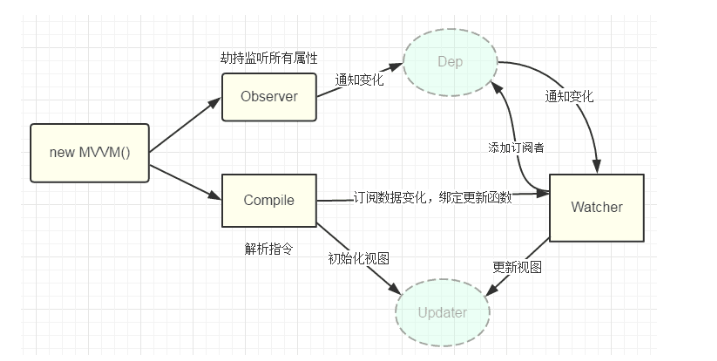 劫持监听所有属性
Dep
Observer
通知变化
通知变化
new MVVM()
添加订阅者
Compile
订阅数据变化，绑定更新函数
Watcher
解析指令
初始化视图
更新视图
Updater